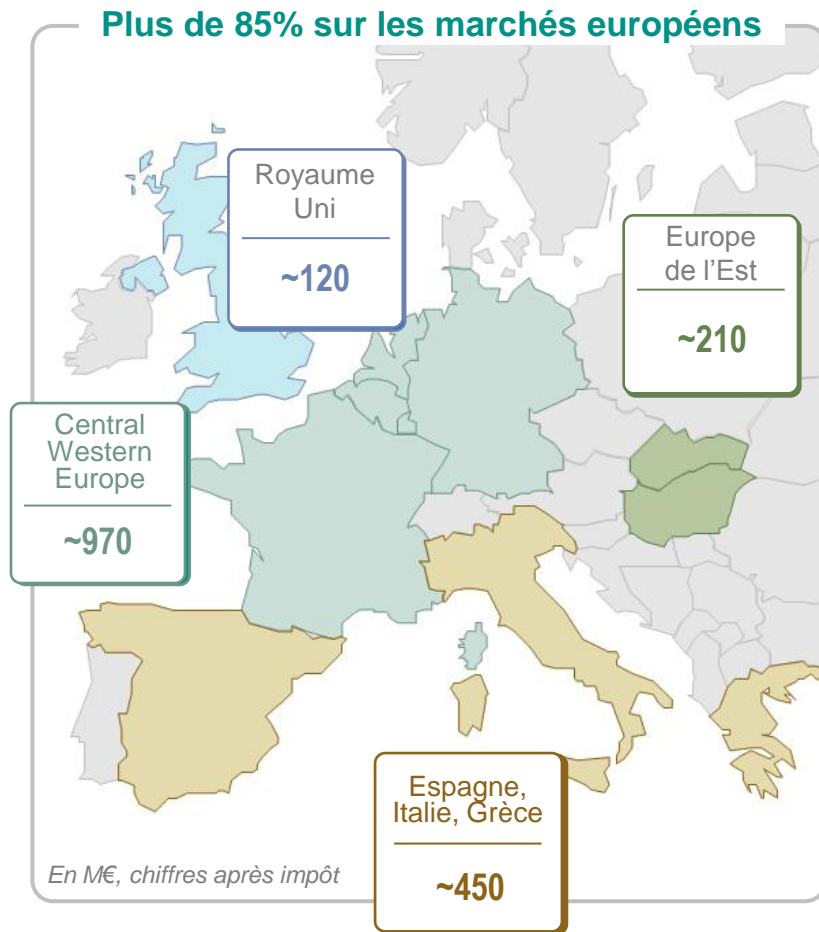 Plus de 85% sur les marchés européens
Royaume
Uni
~120
Europe
de l'Est
~210
Central
Western
Europe
~970
Espagne,
Italie, Grèce
~450
En M€, chiffres après impôt